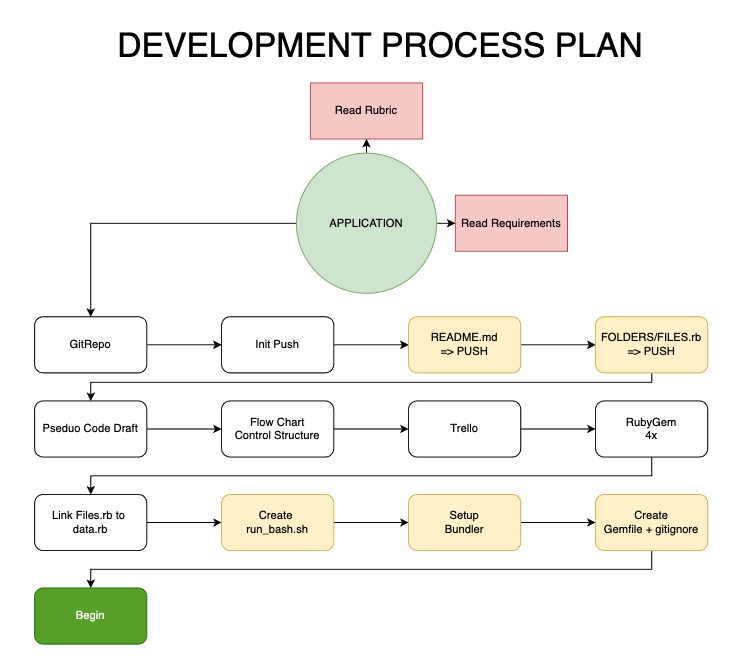 DEVELOPMENT PROCESS PLAN
Read Rubric
APPLICATION
Read Requirements
GitRepo
Init Push
README.md
=> PUSH
FOLDERS/FILES.rb
=> PUSH
Pseduo Code Draft
Flow Chart
Control Structure
Trello
RubyGem
4x
Link Files.rb to
data.rb
Create
run_bash.sh
Setup
Bundler
Create
Gemfile + gitignore
Begin